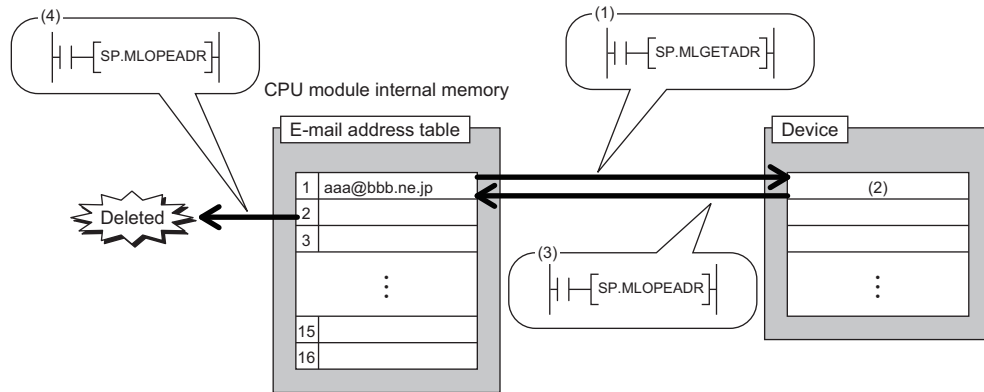 (4)
SP.MLOPEADR
(1)
SP.MLGETADR
CPU module internal memory
E-mail address table
Device
1 aaa@bbb.ne.jp
(2)
Deleted
2
3
(3)
SP.MLOPEADR
15
16